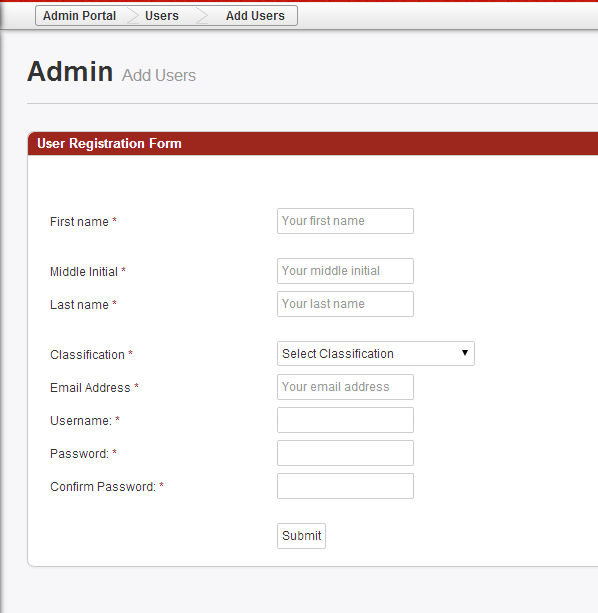 Admin Portal Users Add Users
Admin Add Users
User Registration Form
First name * Your first name
Middle Initial * Your middle initial
Last name * Your last name
Classification * Select Classification
Email Address * Your email address
Username: *
Password: *
Confirm Password: *
Submit